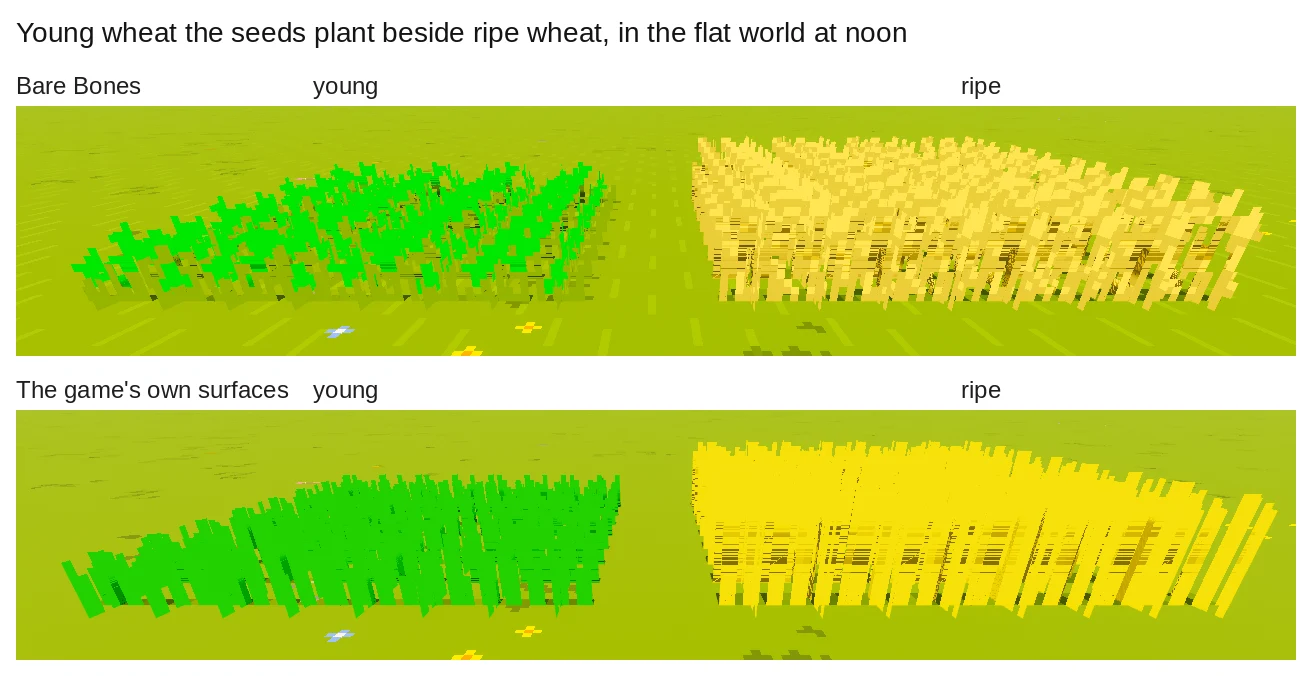 Young wheat the seeds plant beside ripe wheat, in the flat world at noon
Bare Bones young ripe
The game's own surfaces young ripe